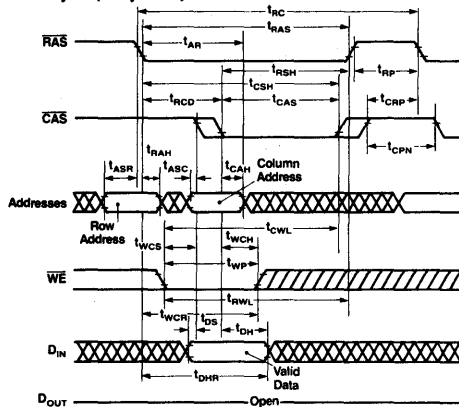 tRC
tRAS
tAR
RAS
tRSH
tRP
tCSH
tRCD
tCAS
tCRP
CAS
tCPN
tRAH
tASR
tASC
tCAH
Column
Address
Addresses
Row
Address
tCWL
tWCS
tWCH
tWP
WE
tRWL
tWCR
tDS
tDH
DIN
Valid
Data
tDHR
DOUT
Open